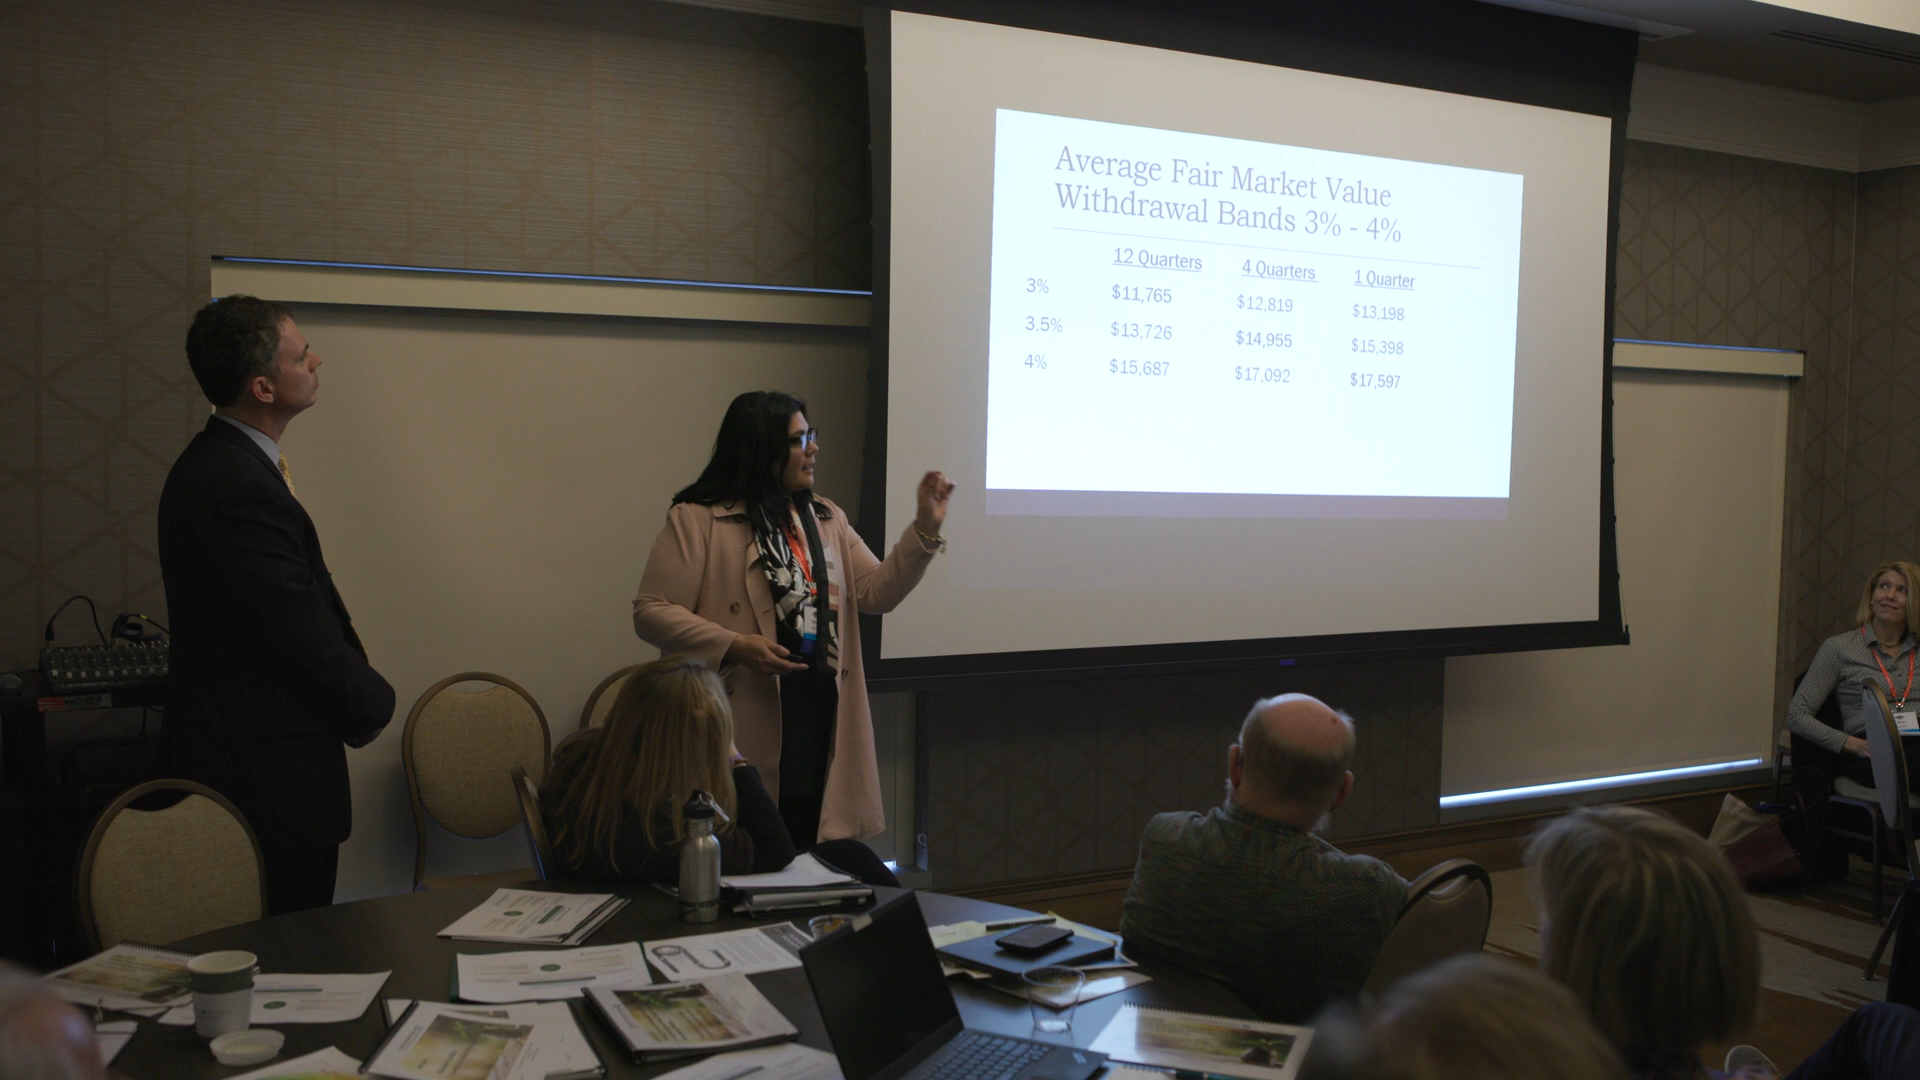 Average Fair Market Value
Withdrawal Bands 3% - 4%
12 Quarters 4 Quarters 1 Quarter
3% $11,765 $12,819 $13,198
3.5% $13,726 $14,955 $15,398
4% $15,687 $17,092 $17,597